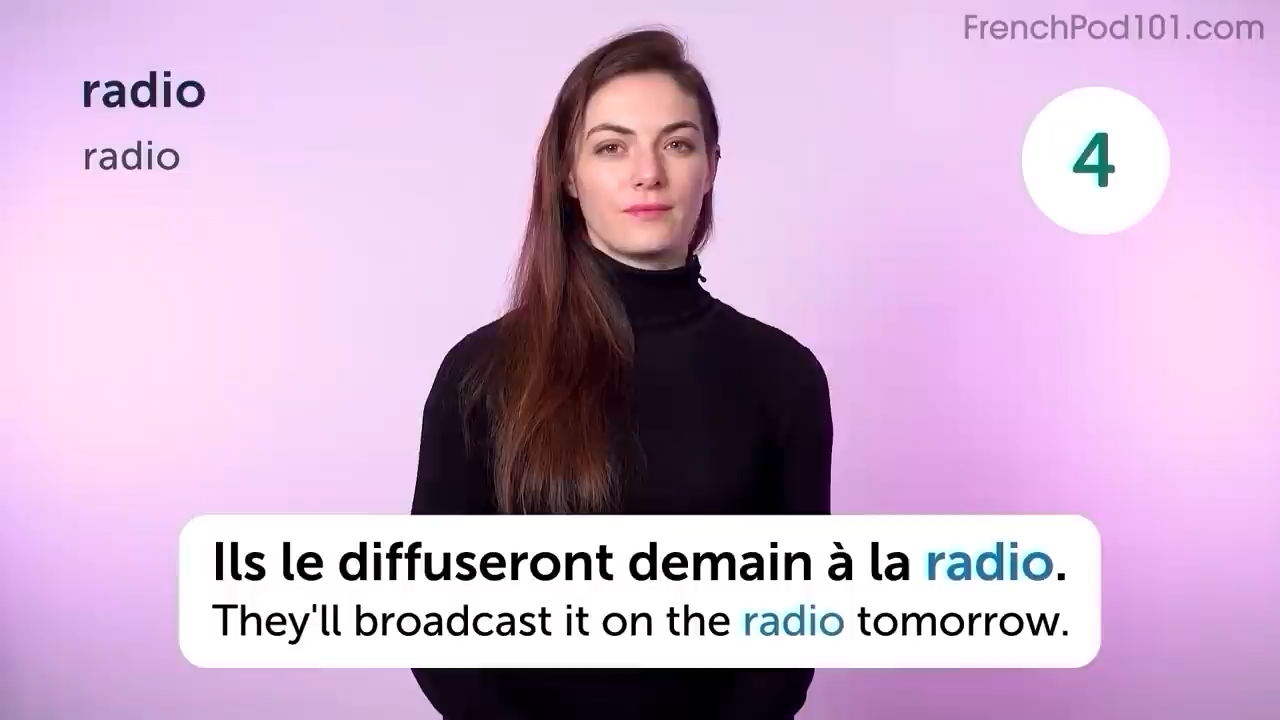 FrenchPod101.com
radio
radio
4
Ils le diffuseront demain à la radio.
They'll broadcast it on the radio tomorrow.